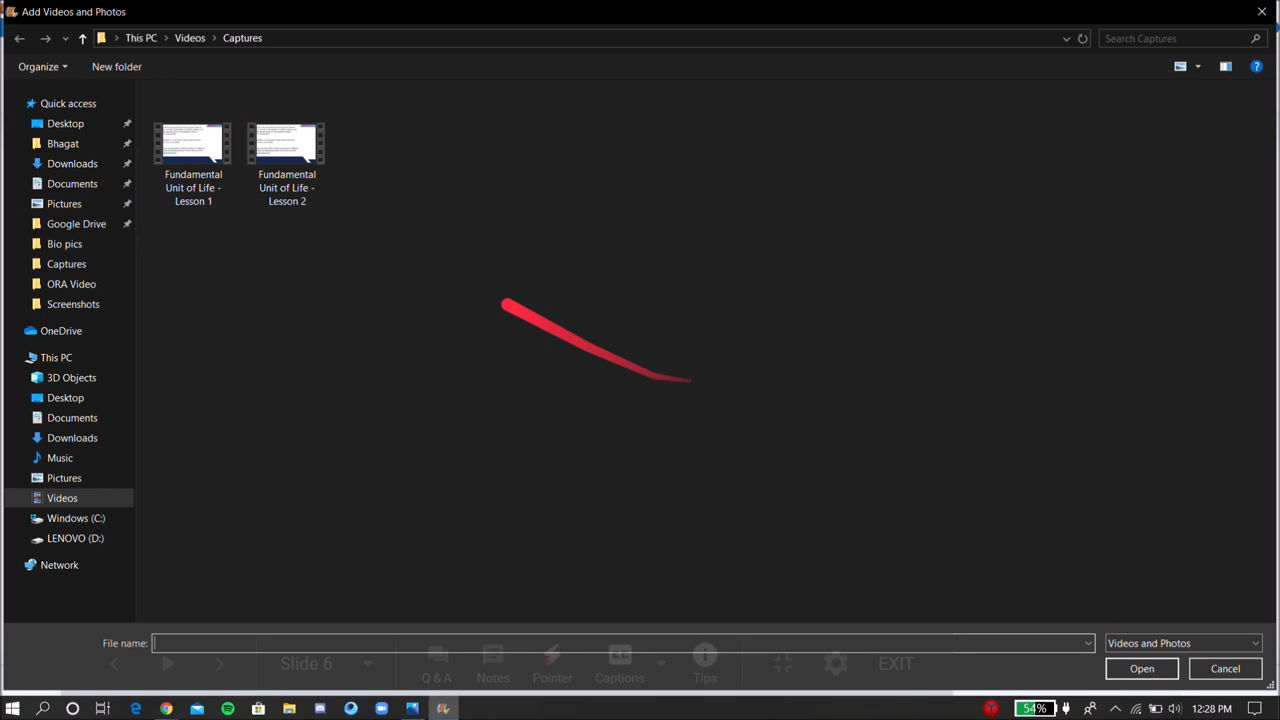 Add Videos and Photos
This PC
Videos
Captures
Search Captures
Organize
New folder
Quick access
Desktop
Bhagat
Downloads
Documents
Pictures
Google Drive
Bio pics
Captures
ORA Video
Screenshots
OneDrive
This PC
3D Objects
Desktop
Documents
Downloads
Music
Pictures
Videos
Windows (C:)
LENOVO (D:)
Network
Fundamental
Unit of Life -
Lesson 1
Fundamental
Unit of Life -
Lesson 2
File name:
Videos and Photos
Slide 6
Q & A
Notes
Pointer
Captions
Tips
EXIT
Open
Cancel
54%
12:28 PM